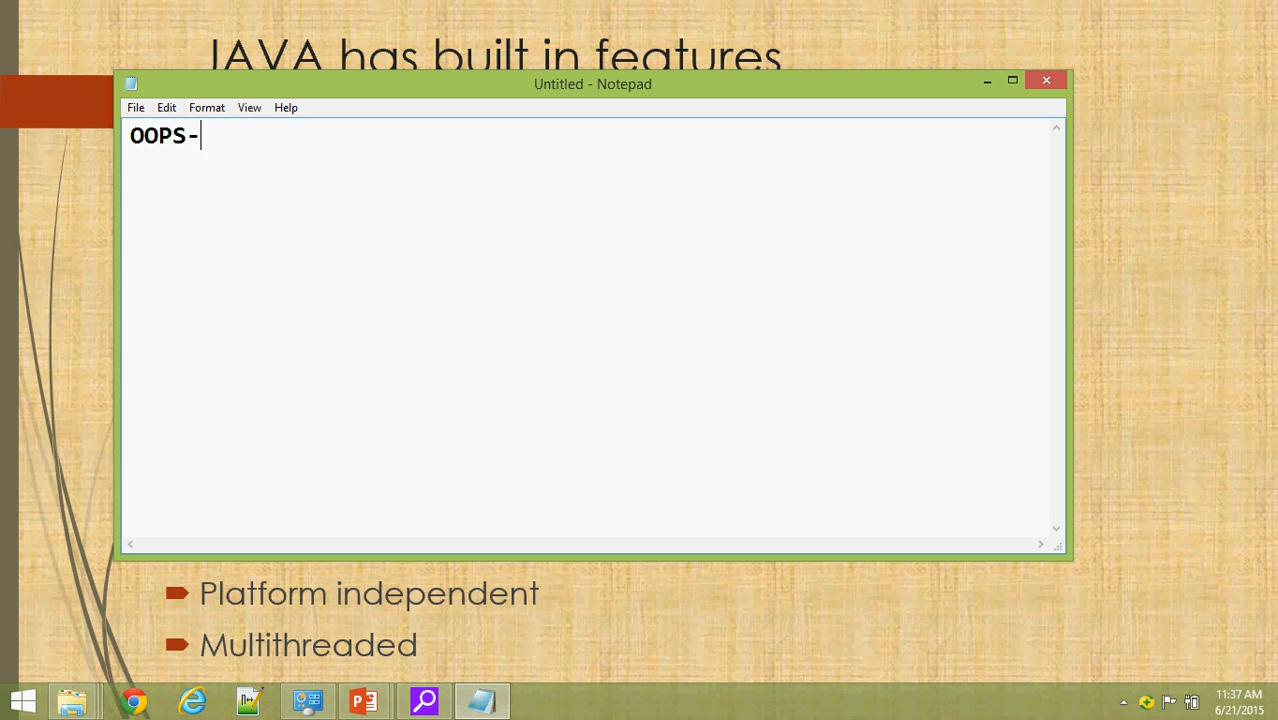 JAVA has built in features
Untitled - Notepad
File Edit Format View Help
OOPS-
Platform independent
Multithreaded
11:37 AM
6/21/2015